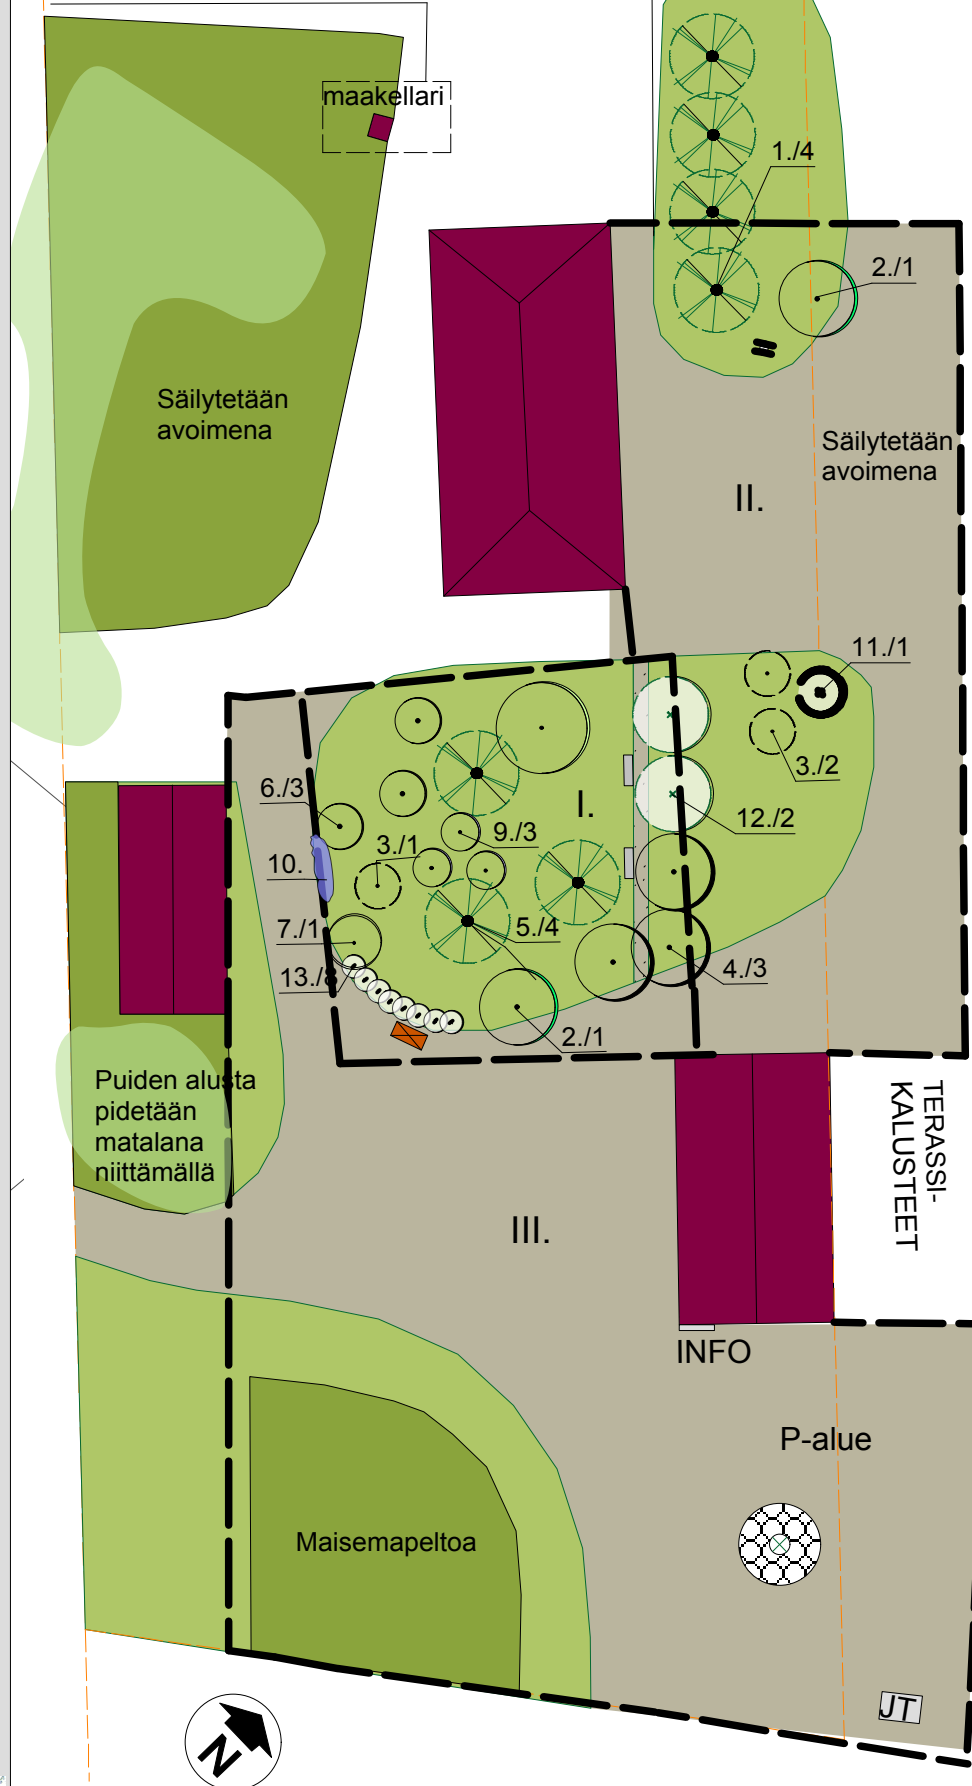 maakellari
1./4
2./1
Säilytetään
avoimena
Säilytetään
avoimena
II.
11./1
3./2
6./3
I.
9./3
12./2
3./1
10.
7./1
5./4
4./3
13./8
2./1
Puiden alusta
pidetään
matalana
niittämällä
TERASSI-
KALUSTEET
III.
INFO
P-alue
Maisemapeltoa
JT
N